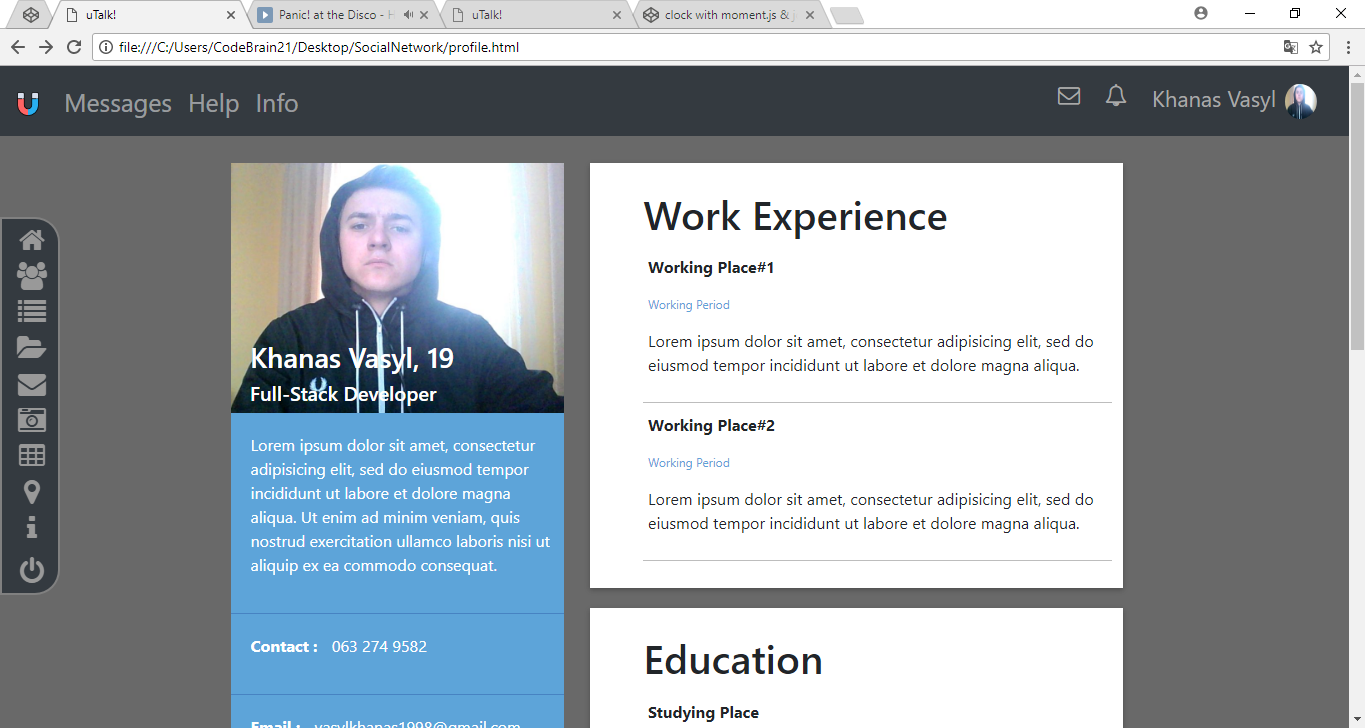 uTalk!
Panic! at the Disco - H
uTalk!
clock with moment.js & j
file:///C:/Users/CodeBrain21/Desktop/SocialNetwork/profile.html
Messages Help Info
Khanas Vasyl
Khanas Vasyl, 19
Full-Stack Developer
Lorem ipsum dolor sit amet, consectetur
adipisicing elit, sed do eiusmod tempor
incididunt ut labore et dolore magna
aliqua. Ut enim ad minim veniam, quis
nostrud exercitation ullamco laboris nisi ut
aliquip ex ea commodo consequat.
Contact : 063 274 9582
Email : vasylkhanas1998@gmail.com
Work Experience
Working Place#1
Working Period
Lorem ipsum dolor sit amet, consectetur adipisicing elit, sed do
eiusmod tempor incididunt ut labore et dolore magna aliqua.
Working Place#2
Working Period
Lorem ipsum dolor sit amet, consectetur adipisicing elit, sed do
eiusmod tempor incididunt ut labore et dolore magna aliqua.
Education
Studying Place